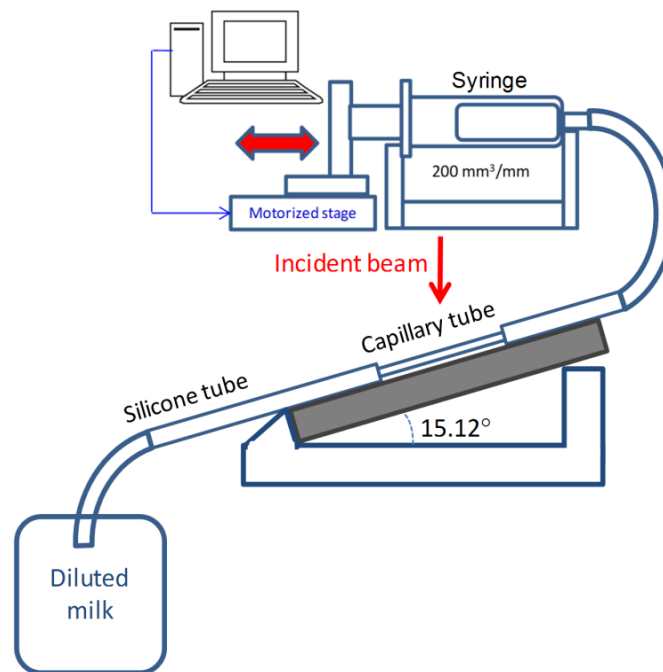 Syringe
200 mm³/mm
Motorized stage
Incident beam
Capillary tube
Silicone tube
15.12°
Diluted
milk